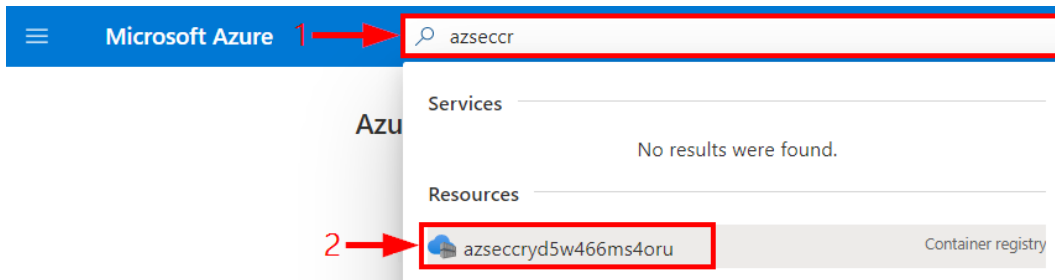 Microsoft Azure 1 azseccr
Services
Azu
No results were found.
Resources
2 azseccryd5w466ms4oru Container registry